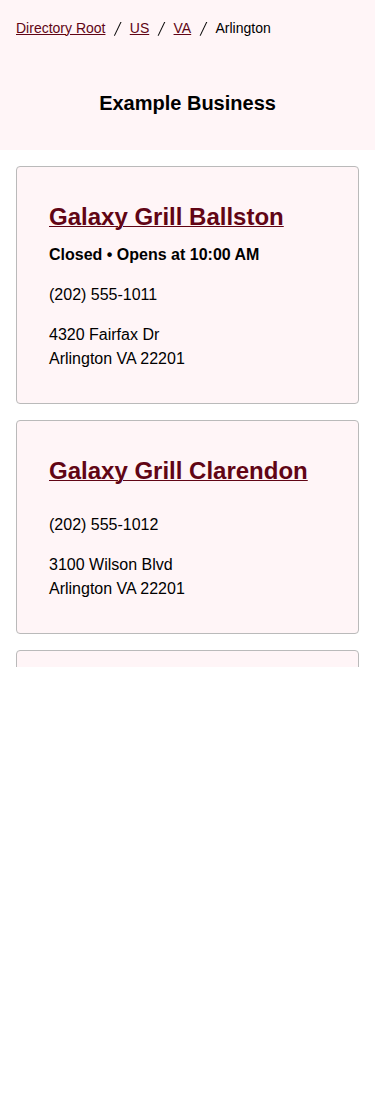 Directory Root / US / VA / Arlington
Example Business
Galaxy Grill Ballston
Closed • Opens at 10:00 AM
(202) 555-1011
4320 Fairfax Dr
Arlington VA 22201
Galaxy Grill Clarendon
(202) 555-1012
3100 Wilson Blvd
Arlington VA 22201